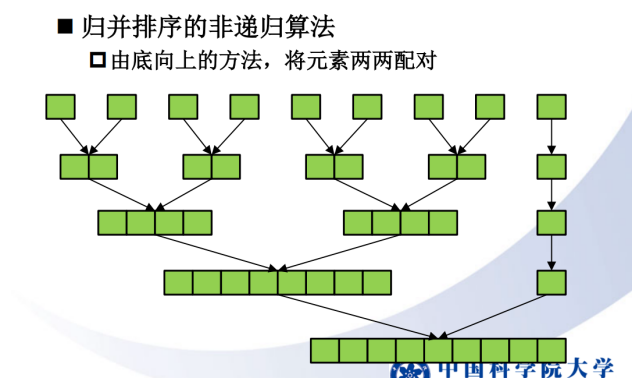 ■ 归并排序的非递归算法
由底向上的方法，将元素两两配对
中国科学院大学